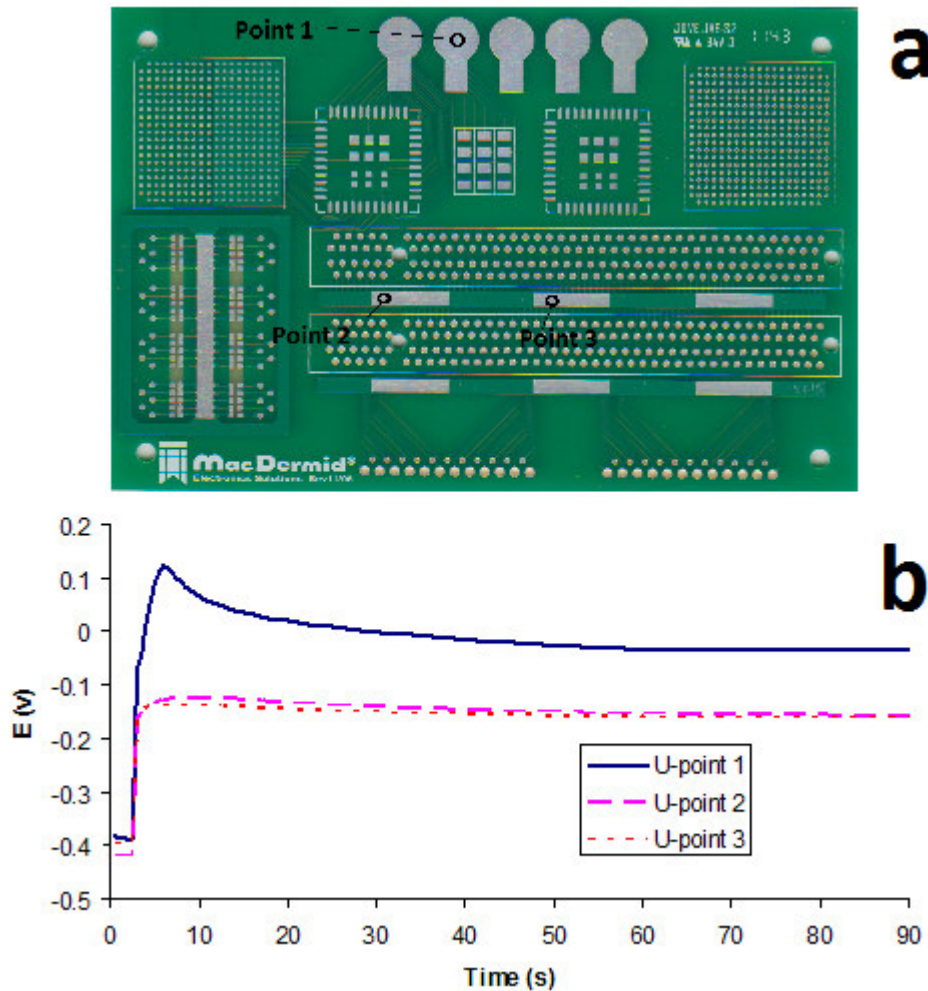 a
Point 1
1193
Point 2
Point 3
MacDermid®
b
0.2
0.1
0
-0.1
-0.2
-0.3
-0.4
-0.5
E (v)
U-point 1
U-point 2
U-point 3
0 10 20 30 40 50 60 70 80 90
Time (s)